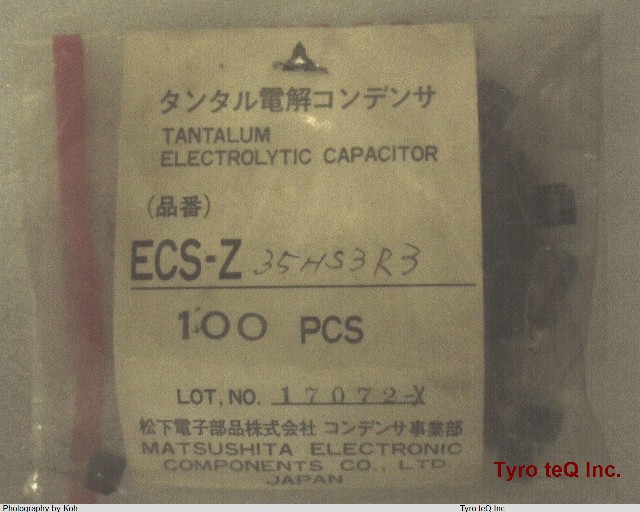 タンタル電解コンデンサ
TANTALUM
ELECTROLYTIC CAPACITOR
(品番)
ECS-Z 35HS3R3
100 PCS
LOT, NO. 17072-X
松下電子部品株式会社 コンデンサ事業部
MATSUSHITA ELECTRONIC
COMPONENTS CO., LTD
JAPAN
Tyro teQ Inc.
Photography by Koh
Tyro teQ Inc